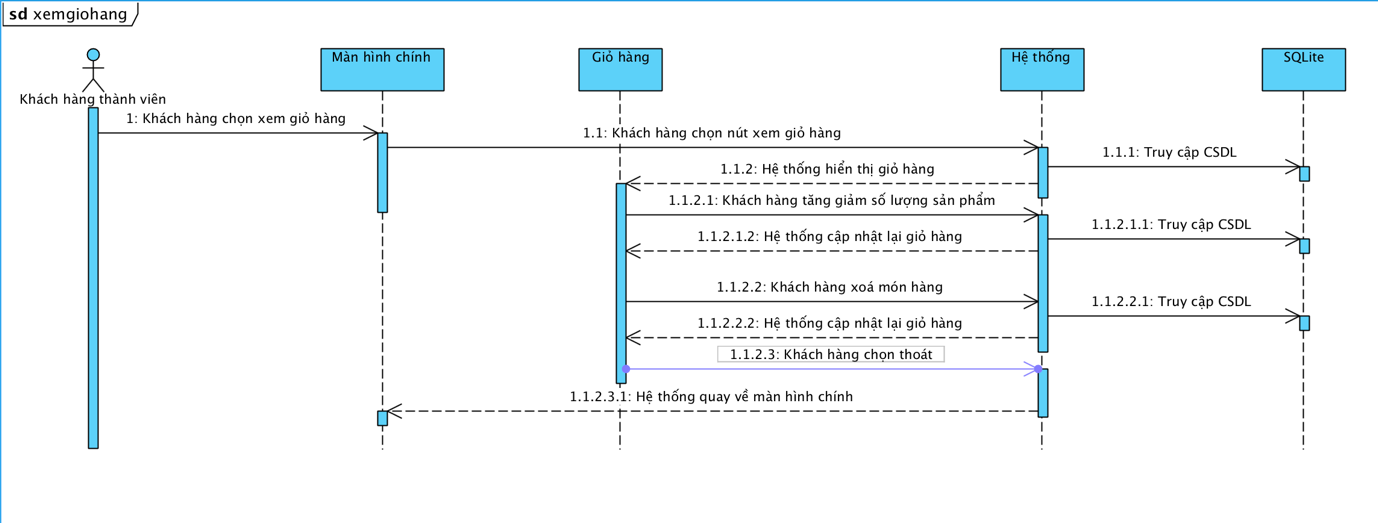 sd xemgiohang
Màn hình chính
Giỏ hàng
Hệ thống
SQLite
Khách hàng thành viên
1: Khách hàng chọn xem giỏ hàng
1.1: Khách hàng chọn nút xem giỏ hàng
1.1.1: Truy cập CSDL
1.1.2: Hệ thống hiển thị giỏ hàng
1.1.2.1: Khách hàng tăng giảm số lượng sản phẩm
1.1.2.1.1: Truy cập CSDL
1.1.2.1.2: Hệ thống cập nhật lại giỏ hàng
1.1.2.2: Khách hàng xoá món hàng
1.1.2.2.1: Truy cập CSDL
1.1.2.2.2: Hệ thống cập nhật lại giỏ hàng
1.1.2.3: Khách hàng chọn thoát
1.1.2.3.1: Hệ thống quay về màn hình chính